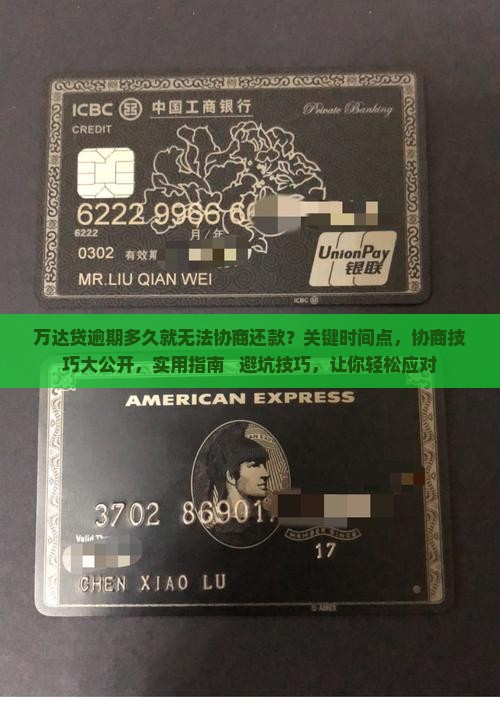 ICBC 中国工商银行 Private Banking
CREDIT
6222 9966 6
6222
月/年
0302 有效期
UnionPay
银联
MR.LIU QIAN WEI
ICBC
万达贷逾期多久就无法协商还款？关键时间点，协商技
巧大公开，实用指南 避坑技巧，让你轻松应对
AMERICAN EXPRESS
3702 86901
MEMBER SINCE
Valid
17
CHEN XIAO LU
© AMEX